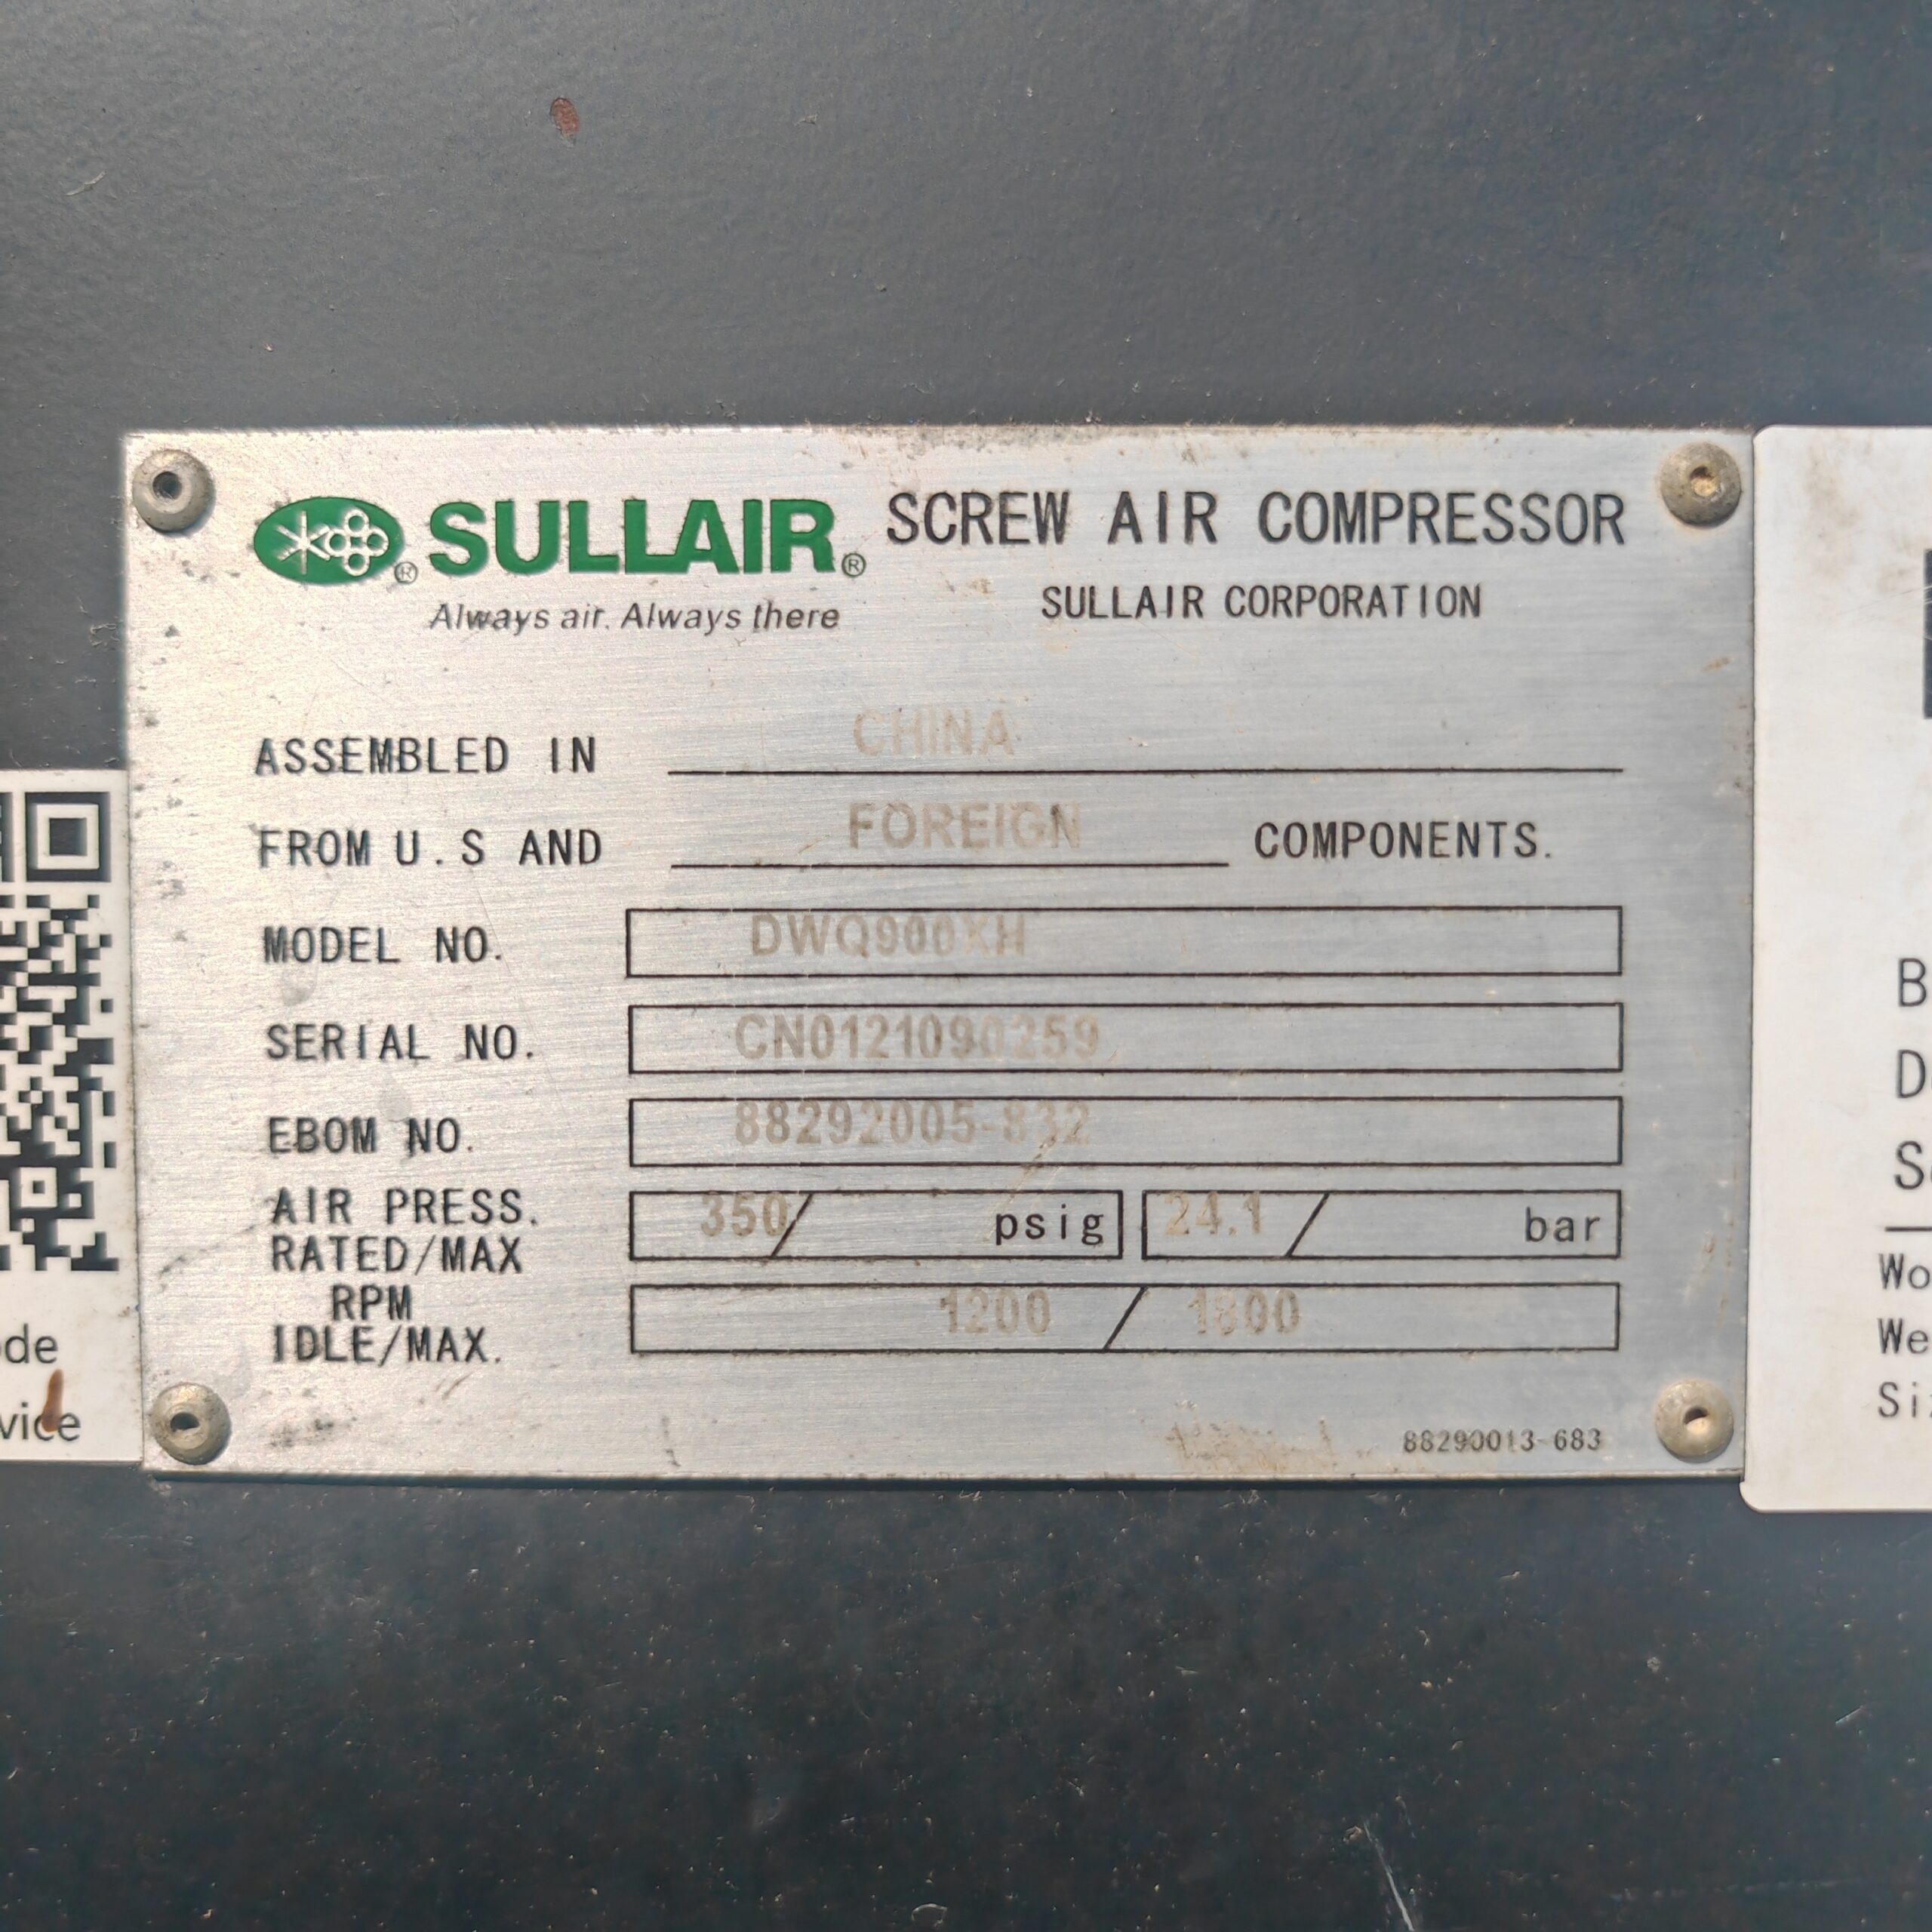 SULLAIR® SCREW AIR COMPRESSOR
Always air. Always there
SULLAIR CORPORATION
ASSEMBLED IN CHINA
FROM U.S AND FOREIGN COMPONENTS.
MODEL NO. DWQ900XH
SERIAL NO. CN0121090259
EBOM NO. 88292005-832
AIR PRESS. RATED/MAX 350/ psig 24.1 / bar
RPM IDLE/MAX. 1200 / 1800
88290013-683